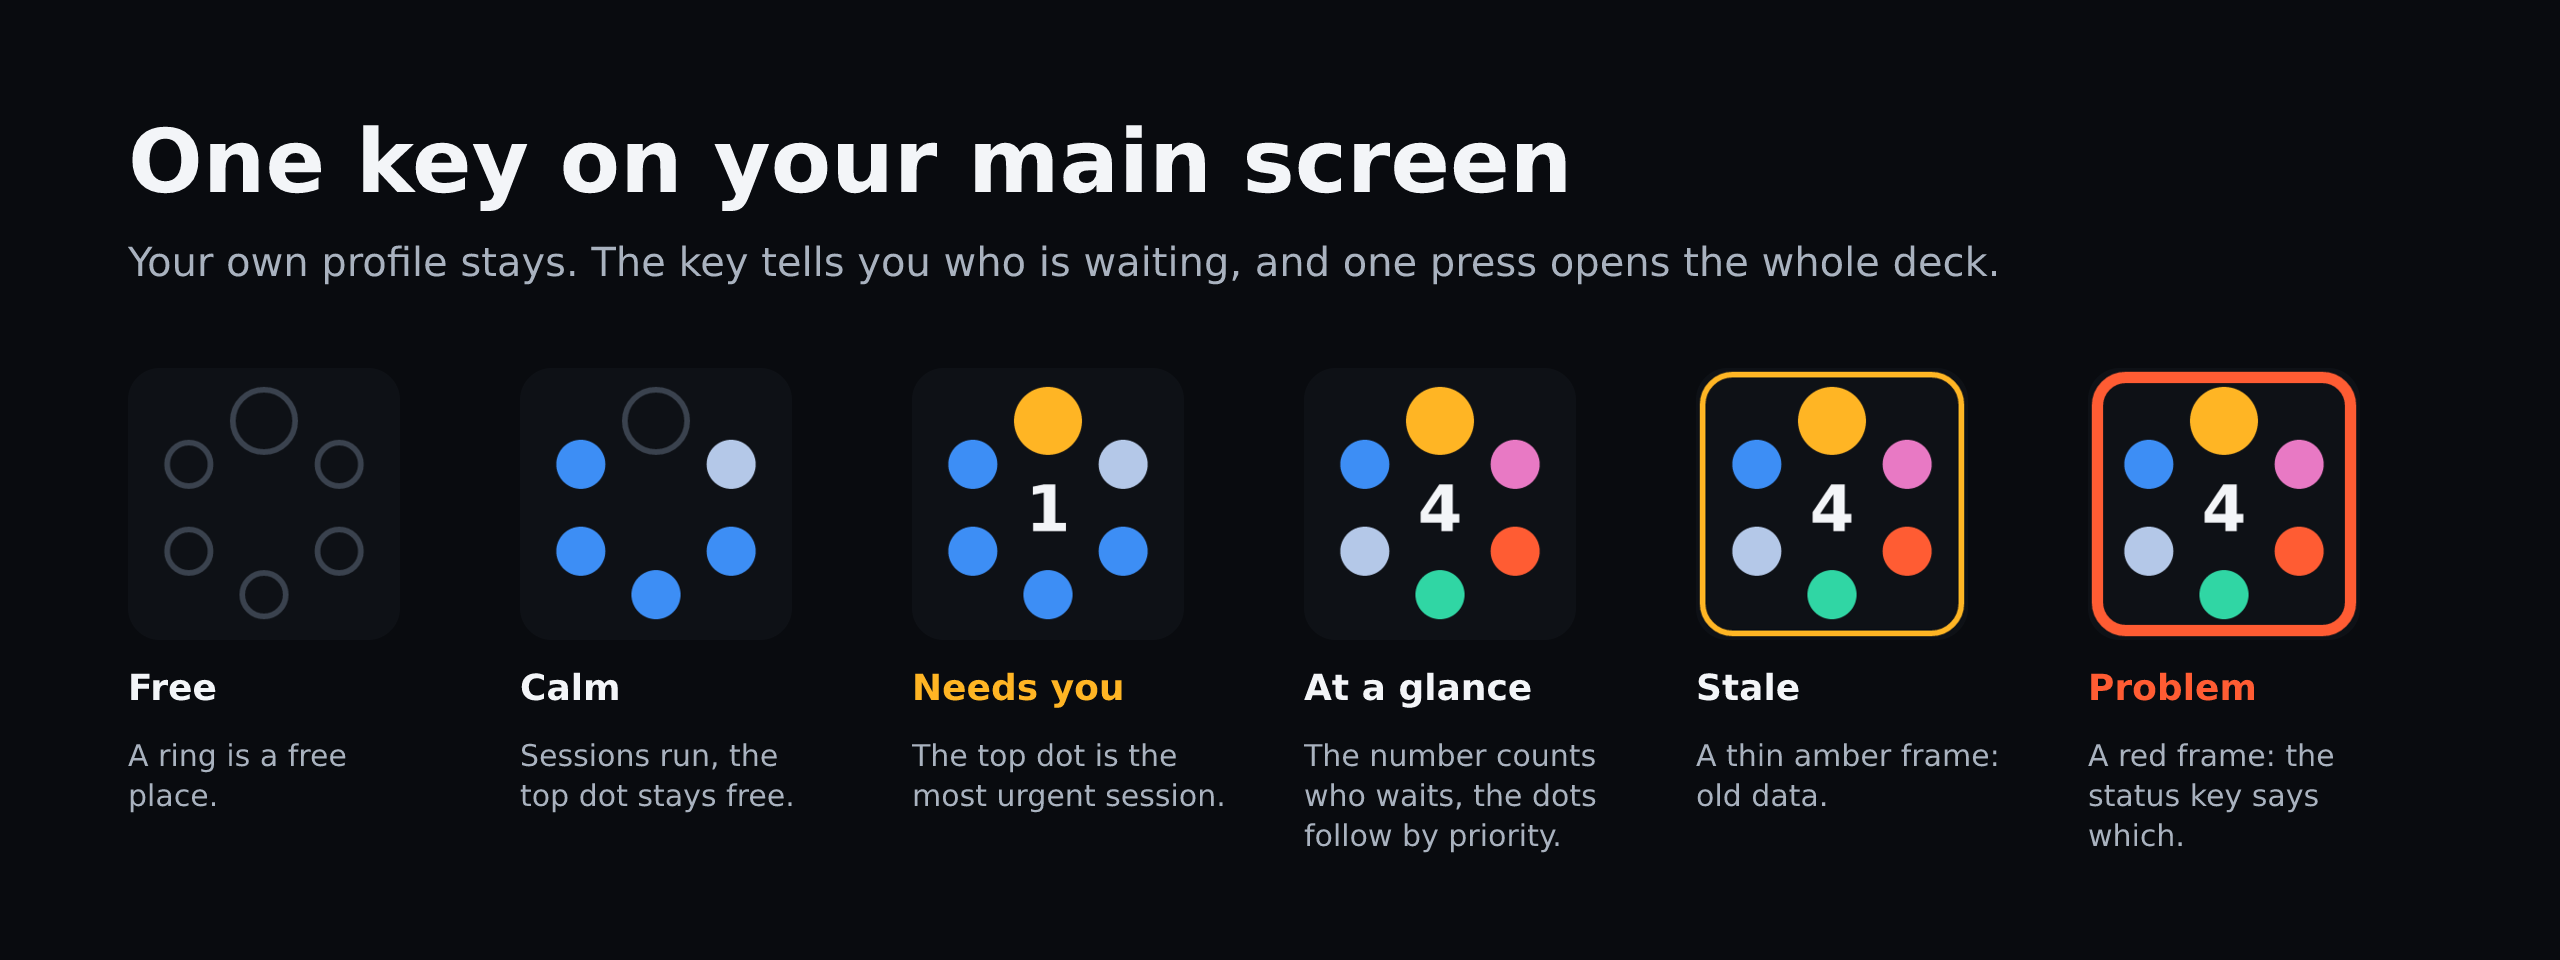 One key on your main screen
Your own profile stays. The key tells you who is waiting, and one press opens the whole deck.
1
4
4
4
Free
Calm
Needs you
At a glance
Stale
Problem
A ring is a free
place.
Sessions run, the
top dot stays free.
The top dot is the
most urgent session.
The number counts
who waits, the dots
follow by priority.
A thin amber frame:
old data.
A red frame: the
status key says
which.